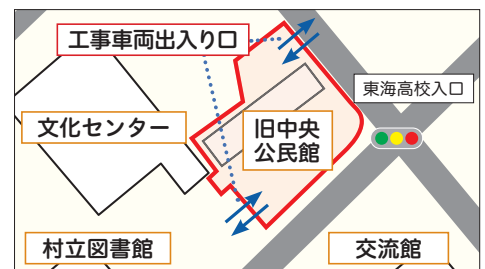 工事車両出入り口
東海高校入口
文化センター
旧中央
公民館
村立図書館
交流館